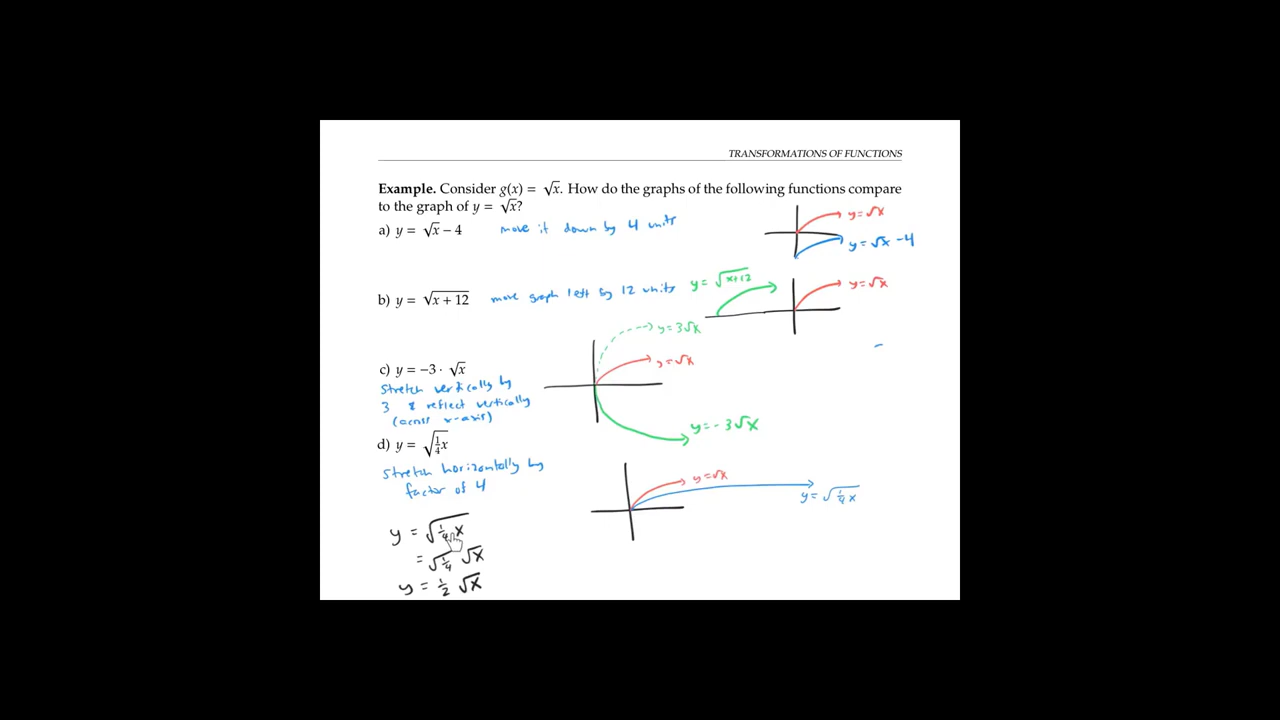 TRANSFORMATIONS OF FUNCTIONS
Example. Consider g(x) = √x. How do the graphs of the following functions compare
to the graph of y = √x?
a) y = √x − 4 move it down by 4 units
y = √x
y = √x − 4
b) y = √(x + 12) move graph left by 12 units
y = √(x+12)
y = √x
c) y = −3 · √x
stretch vertically by
3 & reflect vertically
(across x-axis)
y = 3√x
y = √x
y = −3√x
d) y = √(1/4 x)
stretch horizontally by
factor of 4
y = √x
y = √(1/4 x)
y = √(1/4 x)
= √(1/4) √x
y = 1/2 √x